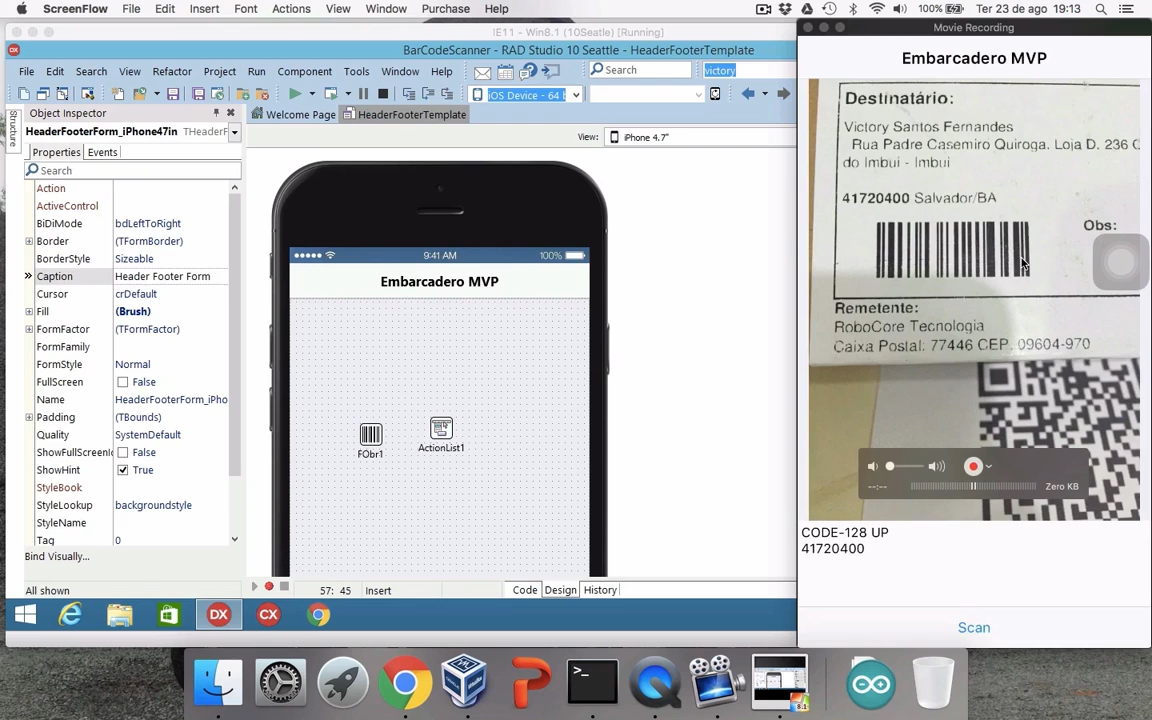 ScreenFlow File Edit Insert Font Actions View Window Purchase Help 100% Ter 23 de ago 19:13
IE11 - Win8.1 (10Seattle) [Running]
BarCodeScanner - RAD Studio 10 Seattle - HeaderFooterTemplate
File Edit Search View Refactor Project Run Component Tools Window Help Search victory
iOS Device - 64 b
Object Inspector
Welcome Page HeaderFooterTemplate
HeaderFooterForm_iPhone47in THeaderF
View: iPhone 4.7"
Structure
Properties Events
Search
Action
ActiveControl
BiDiMode bdLeftToRight
Border (TFormBorder)
BorderStyle Sizeable
Caption Header Footer Form
Cursor crDefault
Fill (Brush)
FormFactor (TFormFactor)
FormFamily
FormStyle Normal
FullScreen False
Name HeaderFooterForm_iPho
Padding (TBounds)
Quality SystemDefault
ShowFullScreenIc False
ShowHint True
StyleBook
StyleLookup backgroundstyle
StyleName
Tag 0
Bind Visually...
All shown
9:41 AM 100%
Embarcadero MVP
FObr1
ActionList1
57: 45 Insert
Code Design History
DX CX
Movie Recording
Embarcadero MVP
Destinatário:
Victory Santos Fernandes
Rua Padre Casemiro Quiroga. Loja D. 236 C
do Imbui - Imbui
41720400 Salvador/BA
Obs:
Remetente:
RoboCore Tecnologia
Caixa Postal: 77446 CEP. 09604-970
--:-- Zero KB
CODE-128 UP
41720400
Scan